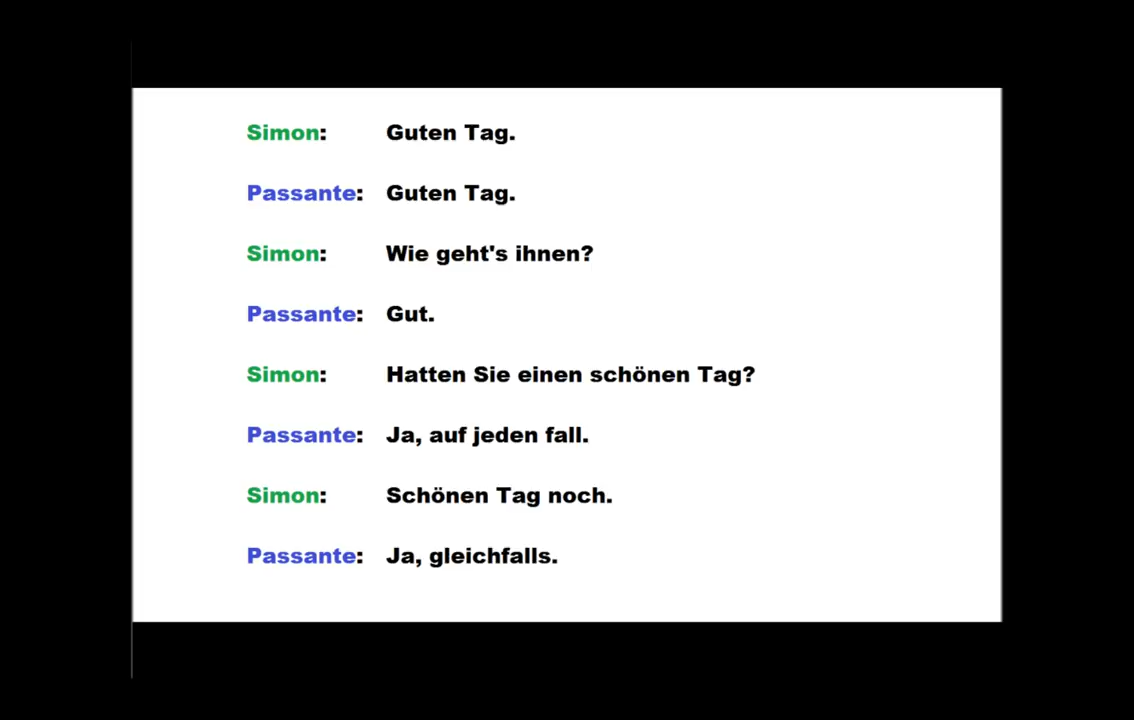 Simon: Guten Tag.
Passante: Guten Tag.
Simon: Wie geht's ihnen?
Passante: Gut.
Simon: Hatten Sie einen schönen Tag?
Passante: Ja, auf jeden fall.
Simon: Schönen Tag noch.
Passante: Ja, gleichfalls.